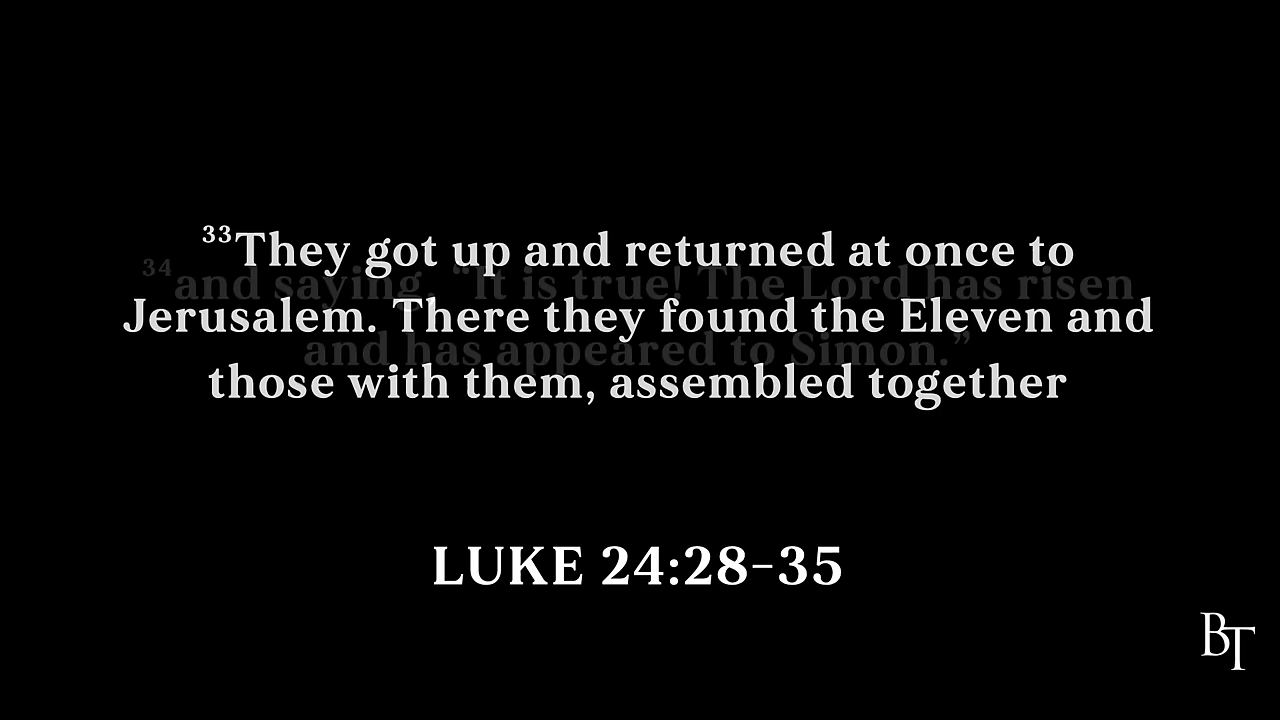 ³³They got up and returned at once to
Jerusalem. There they found the Eleven and
those with them, assembled together
³⁴and saying, “It is true! The Lord has risen
and has appeared to Simon.”
LUKE 24:28–35
BT